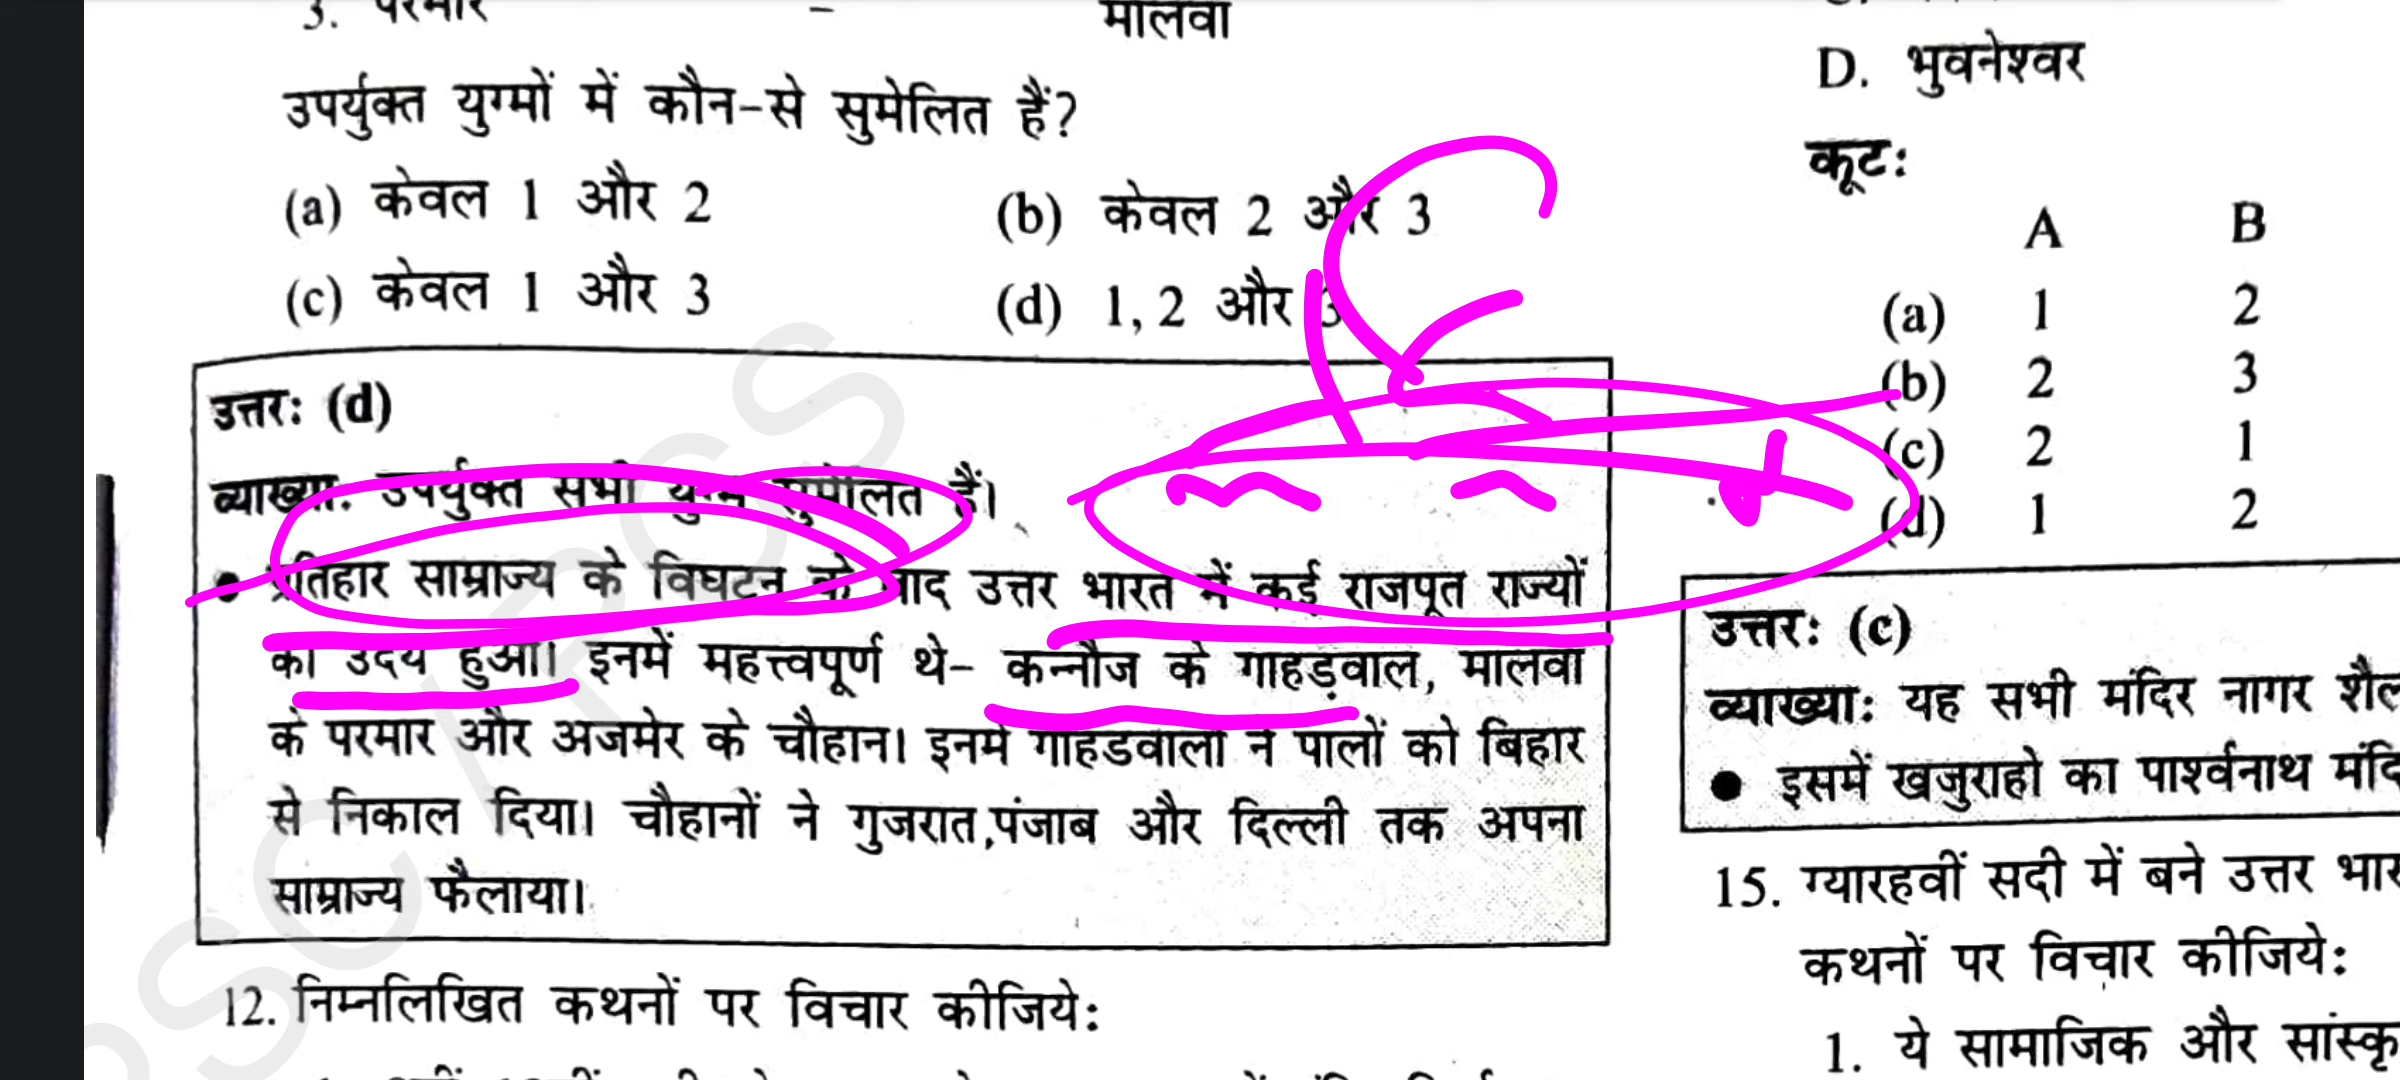 3. परमार – मालवा
उपर्युक्त युग्मों में कौन-से सुमेलित हैं?
(a) केवल 1 और 2 (b) केवल 2 और 3
(c) केवल 1 और 3 (d) 1, 2 और 3
उत्तरः (d)
व्याख्याः उपर्युक्त सभी युग्म सुमेलित हैं।
● प्रतिहार साम्राज्य के विघटन के बाद उत्तर भारत में कई राजपूत राज्यों
का उदय हुआ। इनमें महत्त्वपूर्ण थे– कन्नौज के गाहड़वाल, मालवा
के परमार और अजमेर के चौहान। इनमें गाहडवालों ने पालों को बिहार
से निकाल दिया। चौहानों ने गुजरात,पंजाब और दिल्ली तक अपना
साम्राज्य फैलाया।
12. निम्नलिखित कथनों पर विचार कीजियेः
D. भुवनेश्वर
कूटः
A B
(a) 1 2
(b) 2 3
(c) 2 1
(d) 1 2
उत्तरः (c)
व्याख्याः यह सभी मंदिर नागर
● इसमें खजुराहो का पार्श्वनाथ
15. ग्यारहवीं सदी में बने उत्तर
कथनों पर विचार कीजियेः
1. ये सामाजिक और